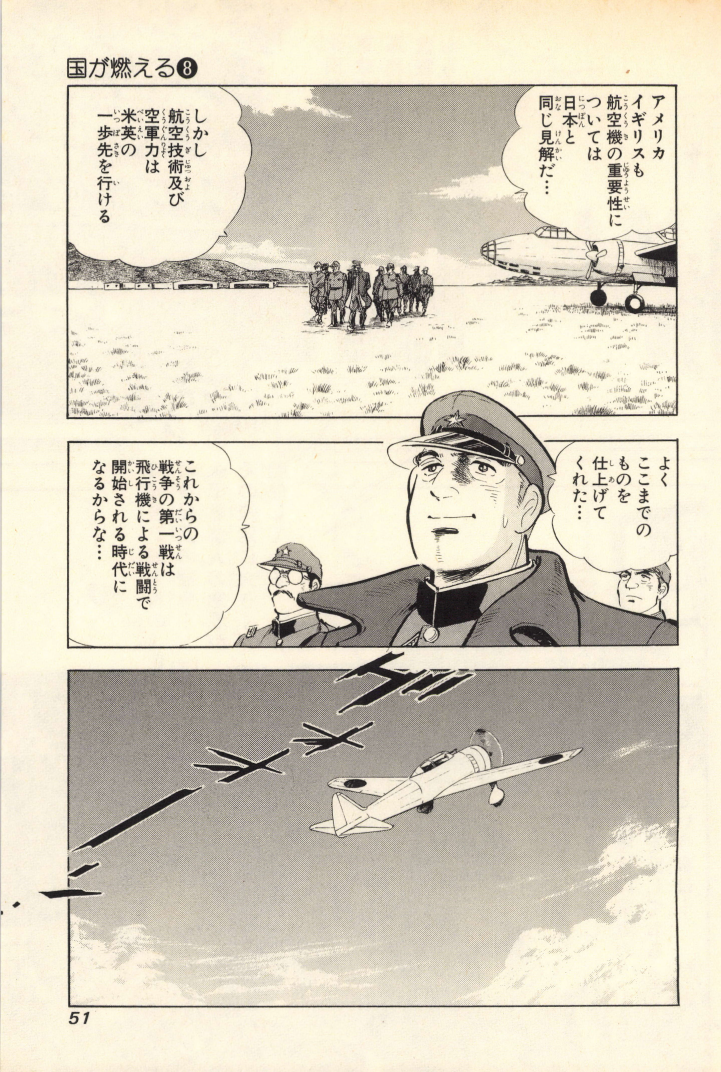 国が燃える❽
アメリカ
イギリスも
航空機の重要性に
ついては
日本と
同じ見解だ…
しかし
航空技術及び
空軍力は
米英の
一歩先を行ける
よく
ここまでの
ものを
仕上げて
くれた…
これからの
戦争の第一戦は
飛行機による戦闘で
開始される時代に
なるからな…
51